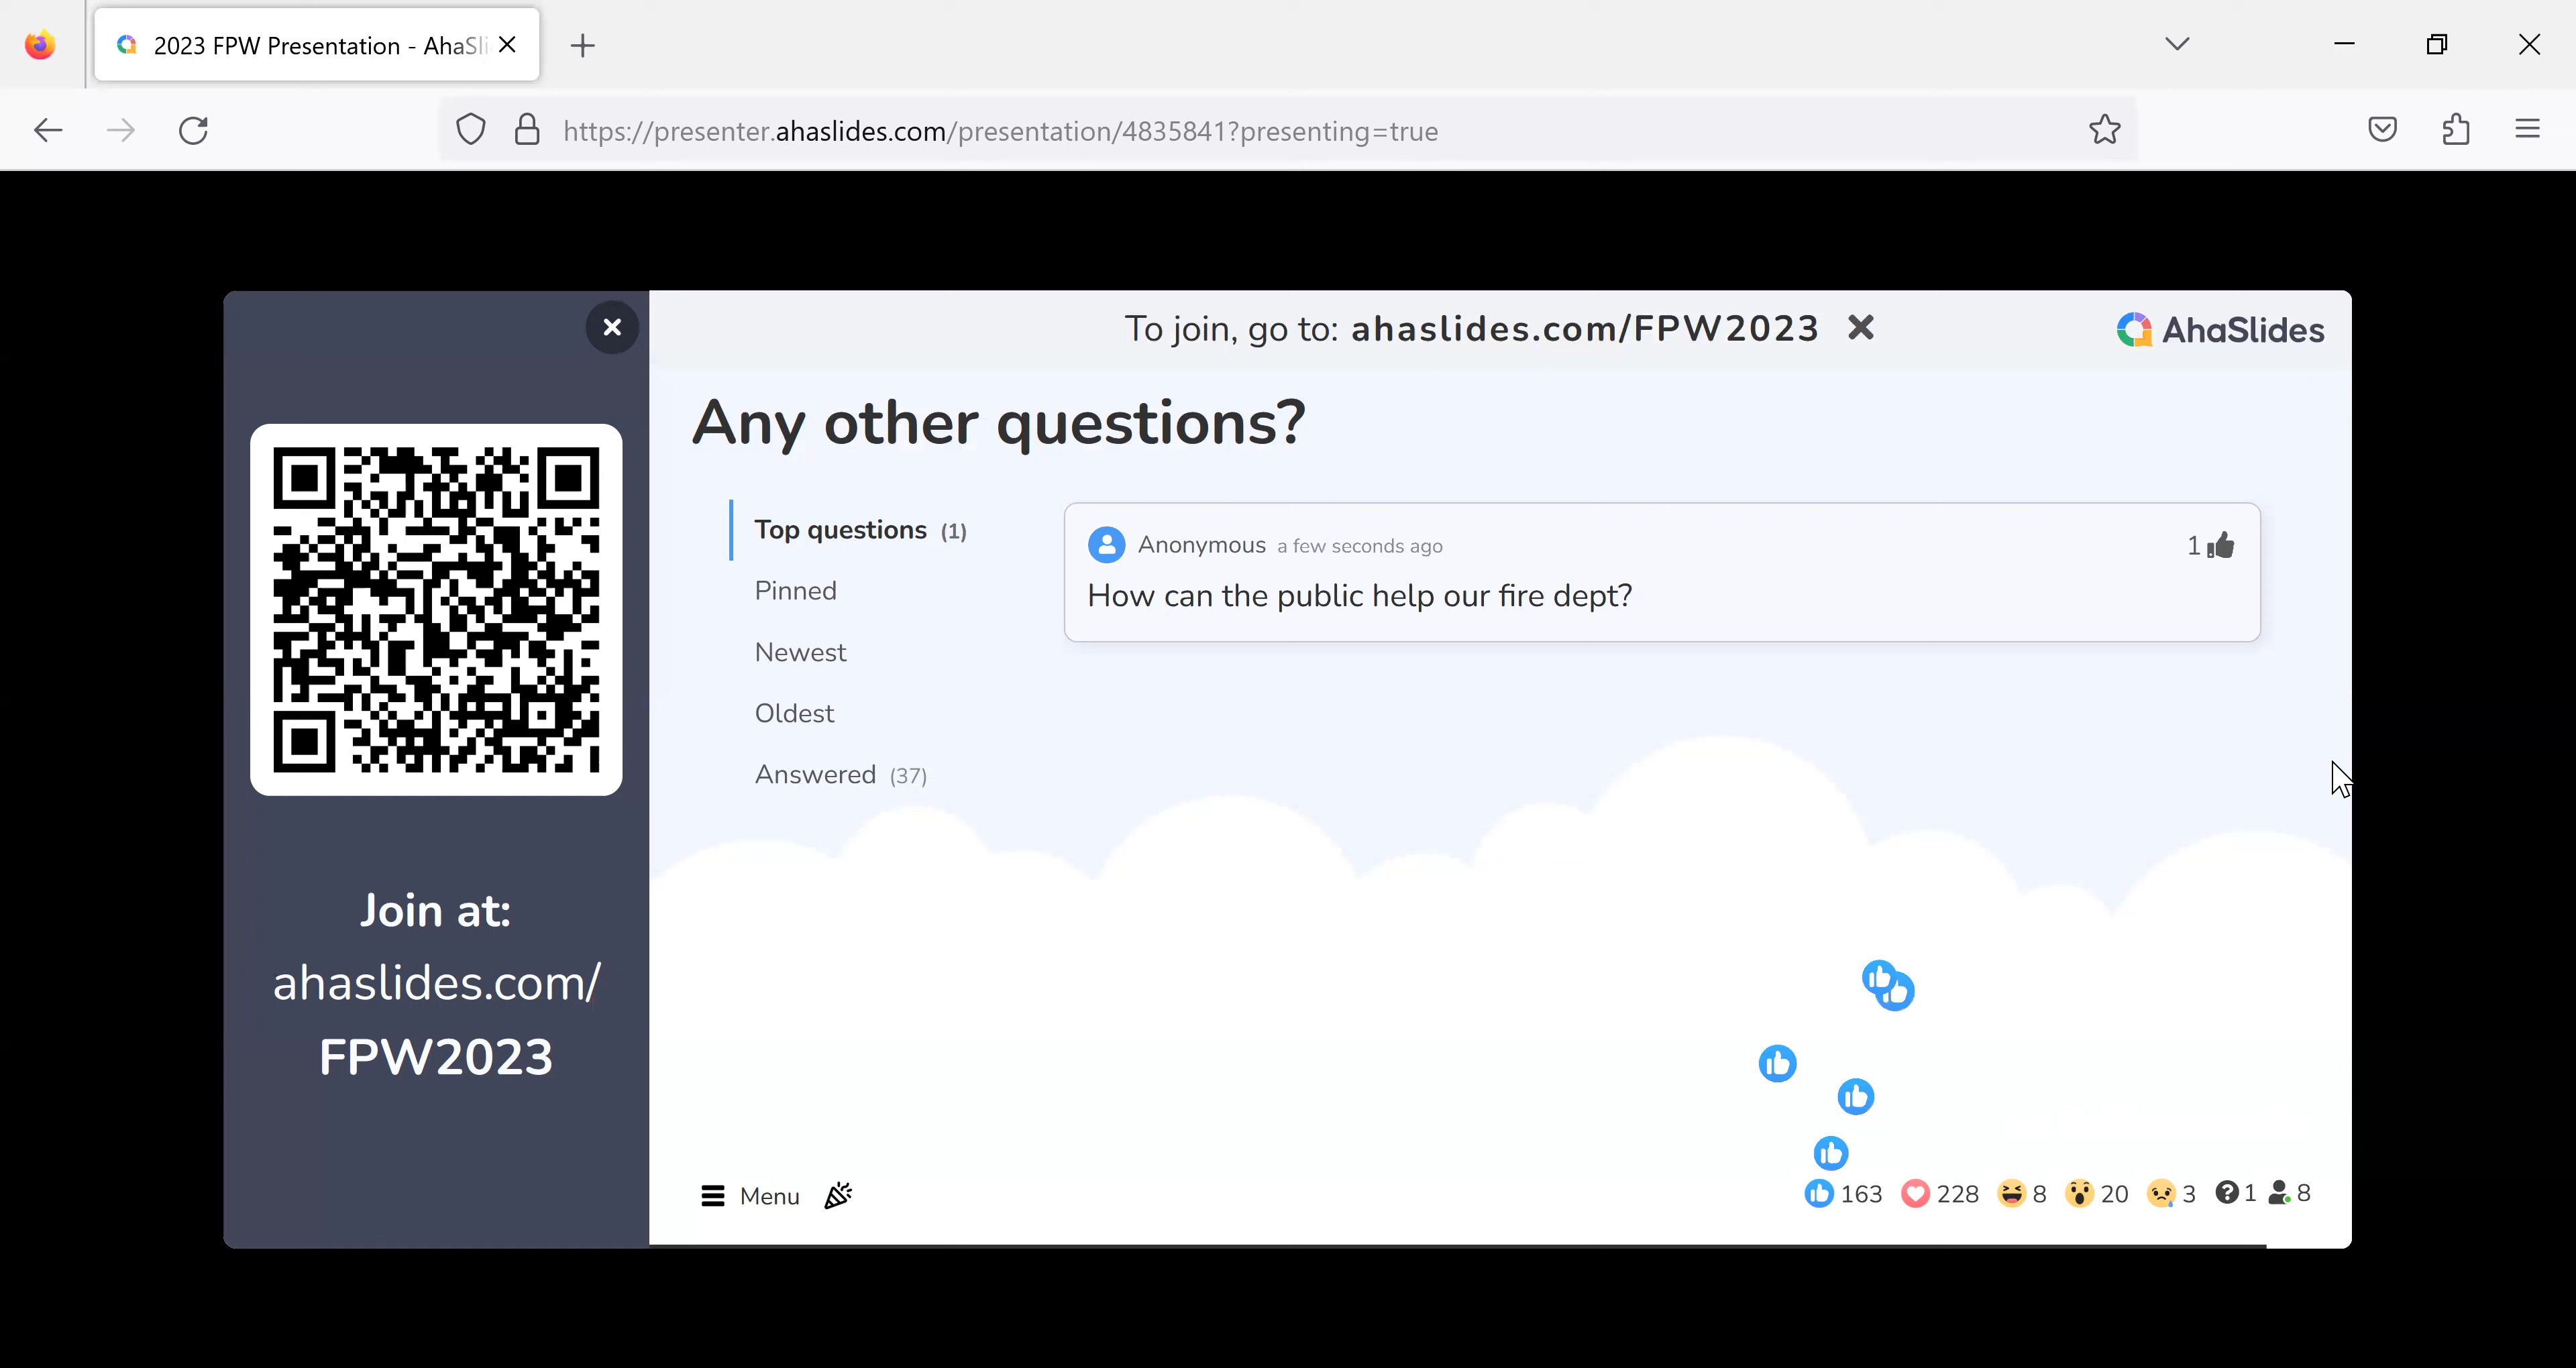 2023 FPW Presentation - AhaSli
https://presenter.ahaslides.com/presentation/4835841?presenting=true
To join, go to: ahaslides.com/FPW2023
AhaSlides
Any other questions?
Top questions (1)
Pinned
Newest
Oldest
Answered (37)
Anonymous a few seconds ago
1
How can the public help our fire dept?
Join at:
ahaslides.com/
FPW2023
Menu
163 228 8 20 3 1 8